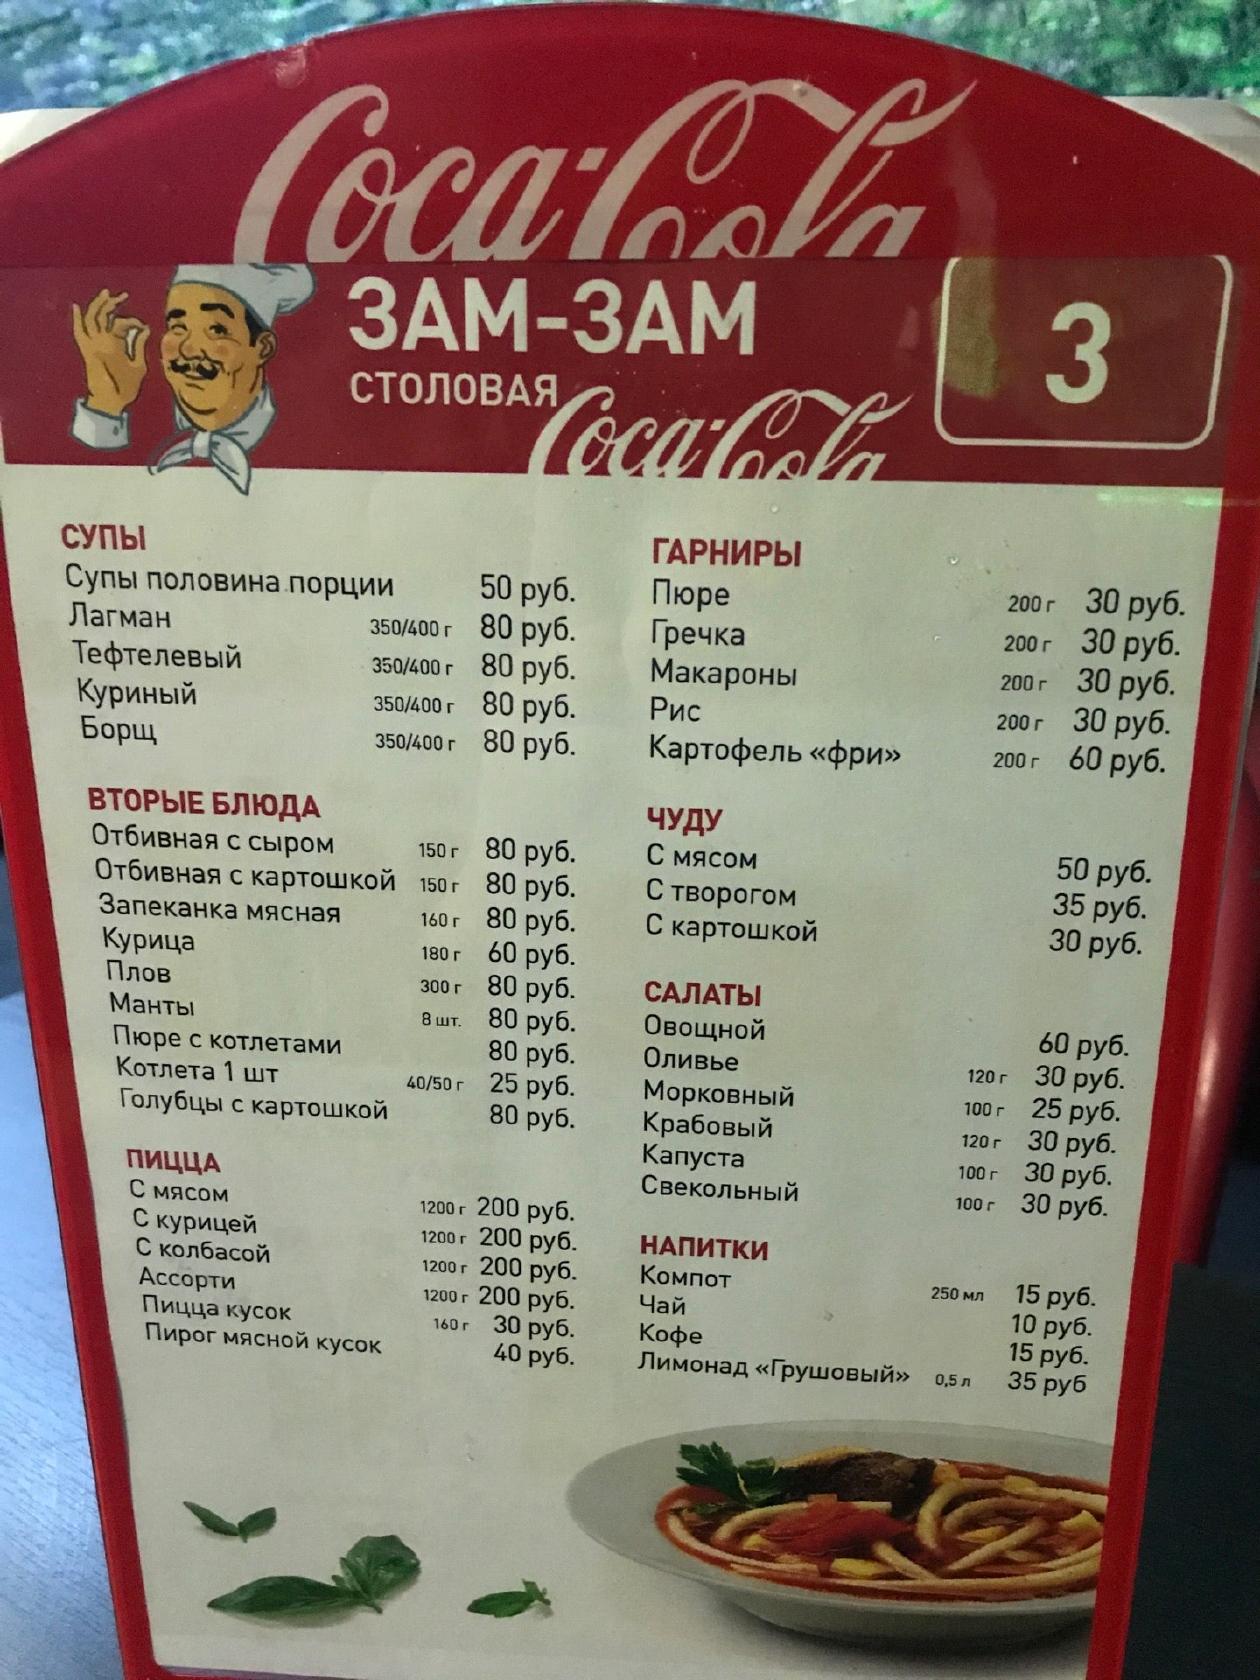 Coca-Cola
ЗАМ-ЗАМ
СТОЛОВАЯ
Coca-Cola
3
СУПЫ
Супы половина порции 50 руб.
Лагман 350/400 г 80 руб.
Тефтелевый 350/400 г 80 руб.
Куриный 350/400 г 80 руб.
Борщ 350/400 г 80 руб.
ВТОРЫЕ БЛЮДА
Отбивная с сыром 150 г 80 руб.
Отбивная с картошкой 150 г 80 руб.
Запеканка мясная 160 г 80 руб.
Курица 180 г 60 руб.
Плов 300 г 80 руб.
Манты 8 шт. 80 руб.
Пюре с котлетами 80 руб.
Котлета 1 шт 40/50 г 25 руб.
Голубцы с картошкой 80 руб.
ПИЦЦА
С мясом 1200 г 200 руб.
С курицей 1200 г 200 руб.
С колбасой 1200 г 200 руб.
Ассорти 1200 г 200 руб.
Пицца кусок 160 г 30 руб.
Пирог мясной кусок 40 руб.
ГАРНИРЫ
Пюре 200 г 30 руб.
Гречка 200 г 30 руб.
Макароны 200 г 30 руб.
Рис 200 г 30 руб.
Картофель «фри» 200 г 60 руб.
ЧУДУ
С мясом 50 руб.
С творогом 35 руб.
С картошкой 30 руб.
САЛАТЫ
Овощной 60 руб.
Оливье 120 г 30 руб.
Морковный 100 г 25 руб.
Крабовый 120 г 30 руб.
Капуста 100 г 30 руб.
Свекольный 100 г 30 руб.
НАПИТКИ
Компот 250 мл 15 руб.
Чай 10 руб.
Кофе 15 руб.
Лимонад «Грушовый» 0,5 л 35 руб